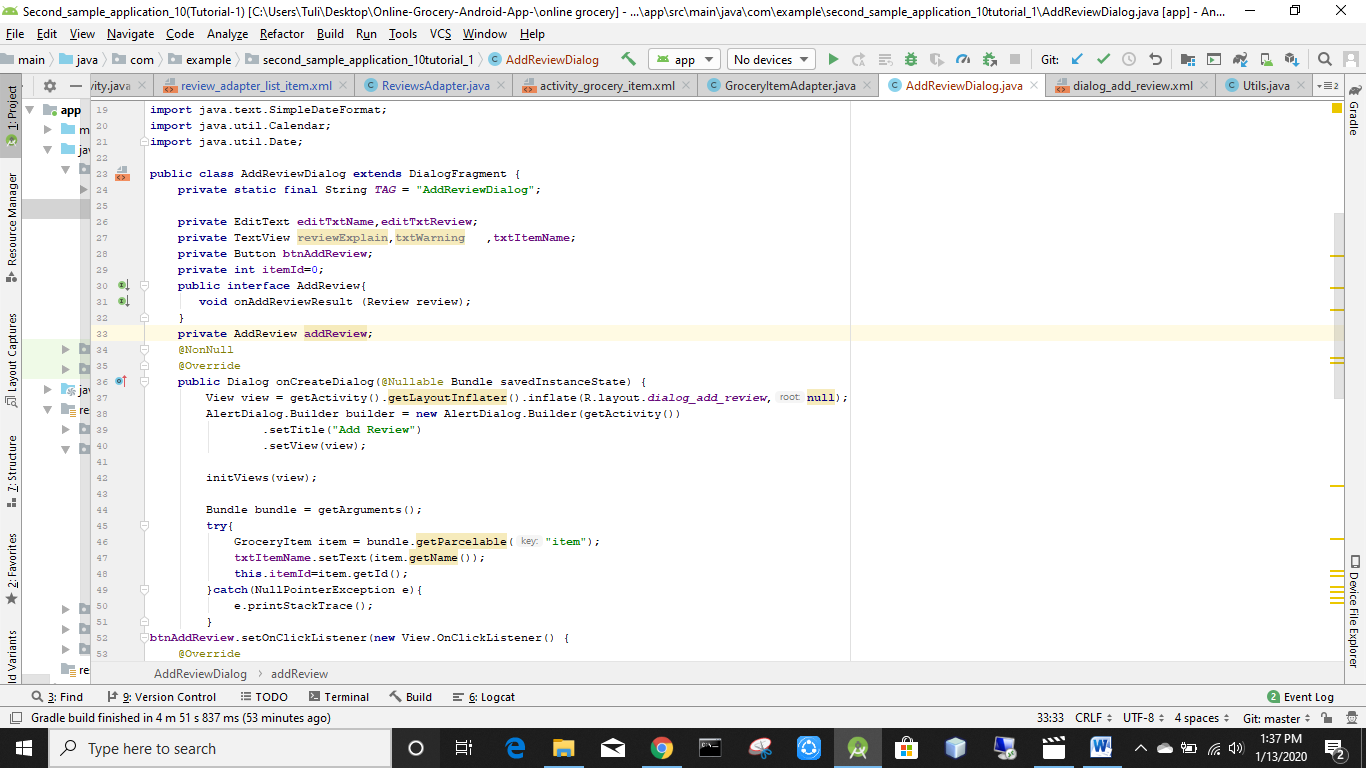 Second_sample_application_10(Tutorial-1) [C:\Users\Tuli\Desktop\Online-Grocery-Android-App-\online grocery] - ...\app\src\main\java\com\example\second_sample_application_10tutorial_1\AddReviewDialog.java [app] - An...
File Edit View Navigate Code Analyze Refactor Build Run Tools VCS Window Help
main java com example second_sample_application_10tutorial_1 AddReviewDialog app No devices Git:
vity.java review_adapter_list_item.xml ReviewsAdapter.java activity_grocery_item.xml GroceryItemAdapter.java AddReviewDialog.java dialog_add_review.xml Utils.java 2
1: Project
Resource Manager
Layout Captures
7: Structure
2: Favorites
ld Variants
app
m
jav
jav
re
re
19 import java.text.SimpleDateFormat;
20 import java.util.Calendar;
21 import java.util.Date;
22
23 public class AddReviewDialog extends DialogFragment {
24 private static final String TAG = "AddReviewDialog";
25
26 private EditText editTxtName,editTxtReview;
27 private TextView reviewExplain,txtWarning ,txtItemName;
28 private Button btnAddReview;
29 private int itemId=0;
30 public interface AddReview{
31 void onAddReviewResult (Review review);
32 }
33 private AddReview addReview;
34 @NonNull
35 @Override
36 public Dialog onCreateDialog(@Nullable Bundle savedInstanceState) {
37 View view = getActivity().getLayoutInflater().inflate(R.layout.dialog_add_review, root: null);
38 AlertDialog.Builder builder = new AlertDialog.Builder(getActivity())
39 .setTitle("Add Review")
40 .setView(view);
41
42 initViews(view);
43
44 Bundle bundle = getArguments();
45 try{
46 GroceryItem item = bundle.getParcelable( key: "item");
47 txtItemName.setText(item.getName());
48 this.itemId=item.getId();
49 }catch(NullPointerException e){
50 e.printStackTrace();
51 }
52 btnAddReview.setOnClickListener(new View.OnClickListener() {
53 @Override
Gradle
Device File Explorer
AddReviewDialog > addReview
3: Find 9: Version Control TODO Terminal Build 6: Logcat 2 Event Log
Gradle build finished in 4 m 51 s 837 ms (53 minutes ago) 33:33 CRLF UTF-8 4 spaces Git: master
Type here to search
1:37 PM
1/13/2020
2